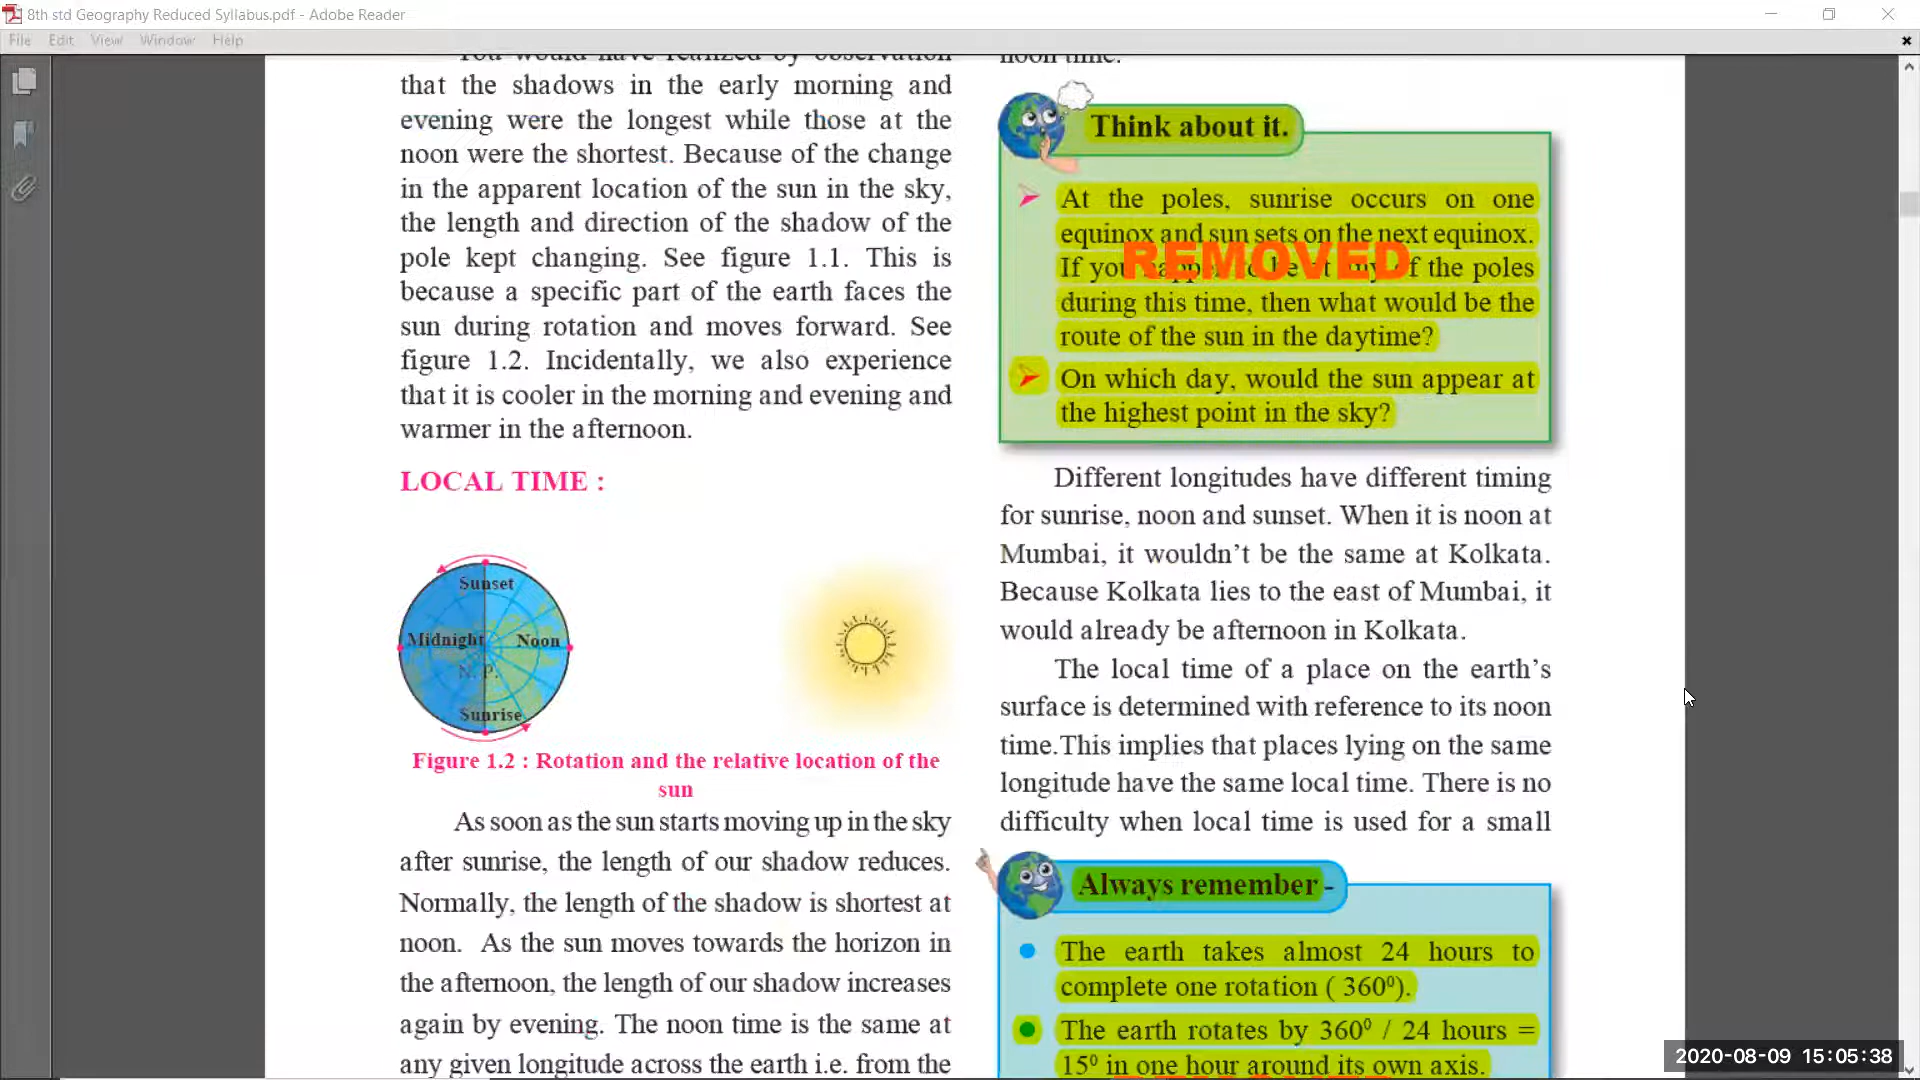 8th std Geography Reduced Syllabus.pdf - Adobe Reader
File Edit View Window Help
You would have realized by observation
that the shadows in the early morning and
evening were the longest while those at the
noon were the shortest. Because of the change
in the apparent location of the sun in the sky,
the length and direction of the shadow of the
pole kept changing. See figure 1.1. This is
because a specific part of the earth faces the
sun during rotation and moves forward. See
figure 1.2. Incidentally, we also experience
that it is cooler in the morning and evening and
warmer in the afternoon.
LOCAL TIME :
Sunset
Midnight Noon
N. P.
Sunrise
Figure 1.2 : Rotation and the relative location of the
sun
As soon as the sun starts moving up in the sky
after sunrise, the length of our shadow reduces.
Normally, the length of the shadow is shortest at
noon. As the sun moves towards the horizon in
the afternoon, the length of our shadow increases
again by evening. The noon time is the same at
any given longitude across the earth i.e. from the
noon time.
Think about it.
At the poles, sunrise occurs on one
equinox and sun sets on the next equinox.
REMOVED
If you of the poles
during this time, then what would be the
route of the sun in the daytime?
On which day, would the sun appear at
the highest point in the sky?
Different longitudes have different timing
for sunrise, noon and sunset. When it is noon at
Mumbai, it wouldn't be the same at Kolkata.
Because Kolkata lies to the east of Mumbai, it
would already be afternoon in Kolkata.
The local time of a place on the earth's
surface is determined with reference to its noon
time.This implies that places lying on the same
longitude have the same local time. There is no
difficulty when local time is used for a small
Always remember -
The earth takes almost 24 hours to
complete one rotation ( 360⁰).
The earth rotates by 360⁰ / 24 hours =
15⁰ in one hour around its own axis.
2020-08-09 15:05:38